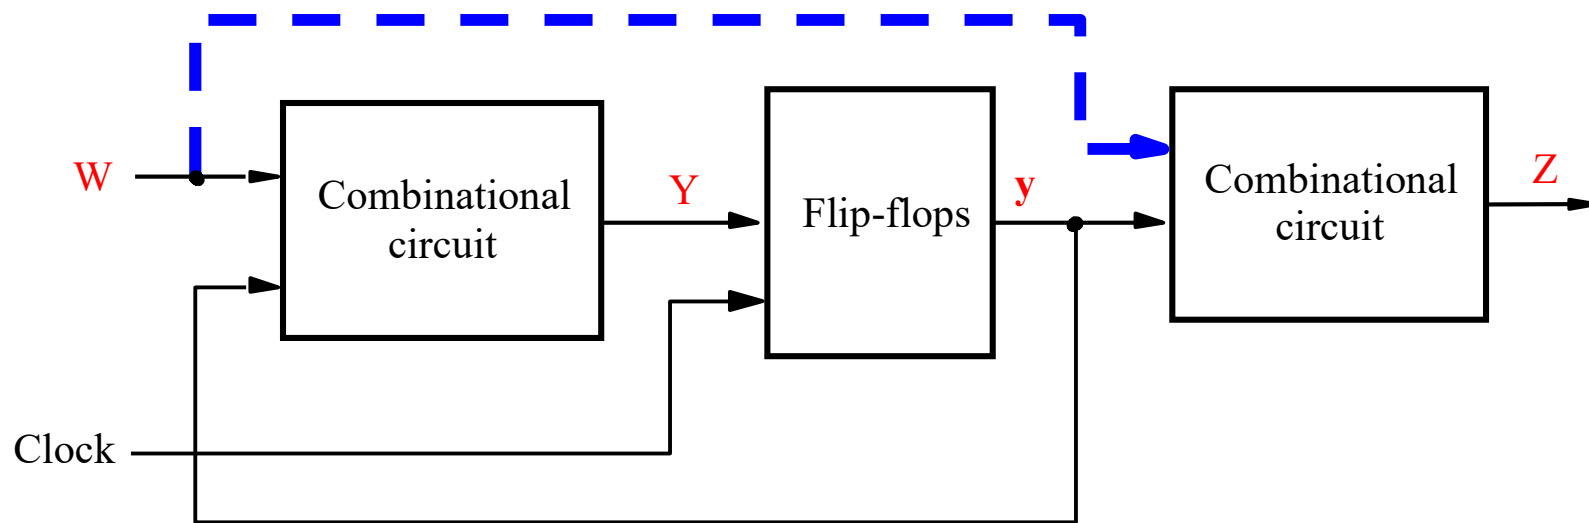 W
Combinational
circuit
Y
Flip-flops
y
Combinational
circuit
Z
Clock